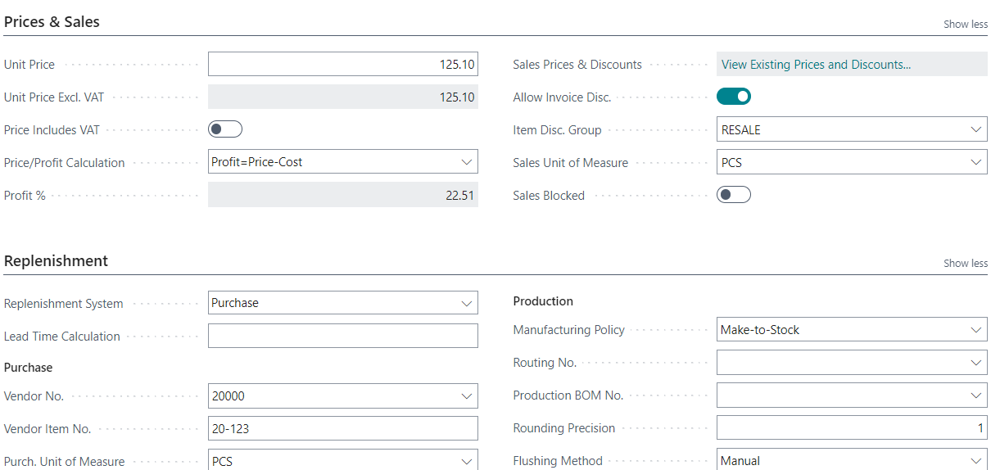 Prices & Sales
Show less
Unit Price 125.10
Unit Price Excl. VAT 125.10
Price Includes VAT
Price/Profit Calculation Profit=Price-Cost
Profit % 22.51
Sales Prices & Discounts View Existing Prices and Discounts...
Allow Invoice Disc.
Item Disc. Group RESALE
Sales Unit of Measure PCS
Sales Blocked
Replenishment
Show less
Replenishment System Purchase
Lead Time Calculation
Purchase
Vendor No. 20000
Vendor Item No. 20-123
Purch. Unit of Measure PCS
Production
Manufacturing Policy Make-to-Stock
Routing No.
Production BOM No.
Rounding Precision 1
Flushing Method Manual